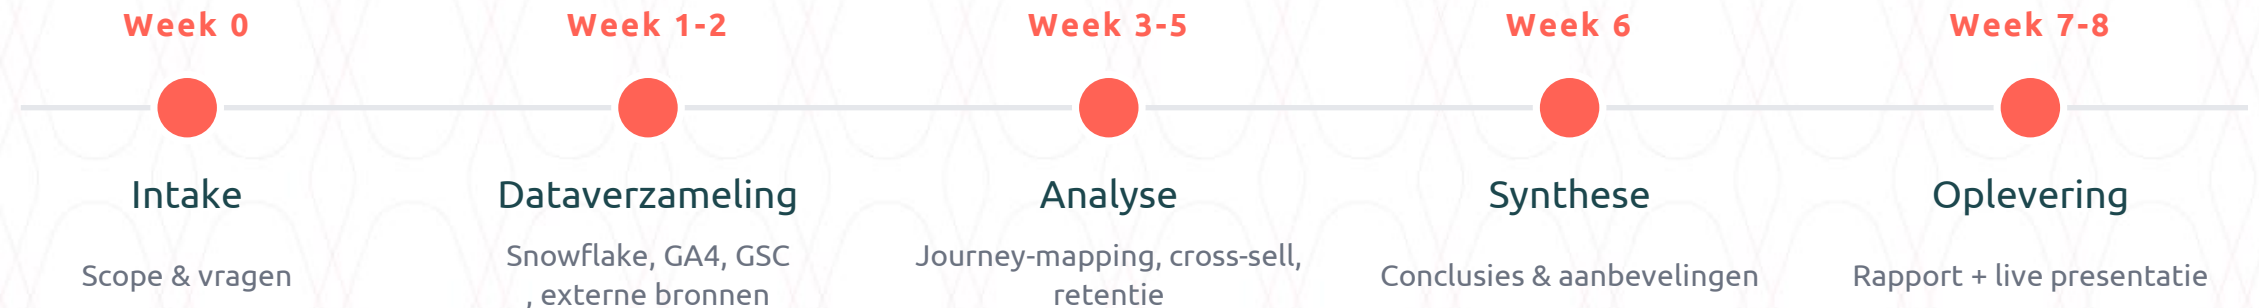 Week 0
Week 1-2
Week 3-5
Week 6
Week 7-8
Intake
Dataverzameling
Analyse
Synthese
Oplevering
Scope & vragen
Snowflake, GA4, GSC
, externe bronnen
Journey-mapping, cross-sell,
retentie
Conclusies & aanbevelingen
Rapport + live presentatie